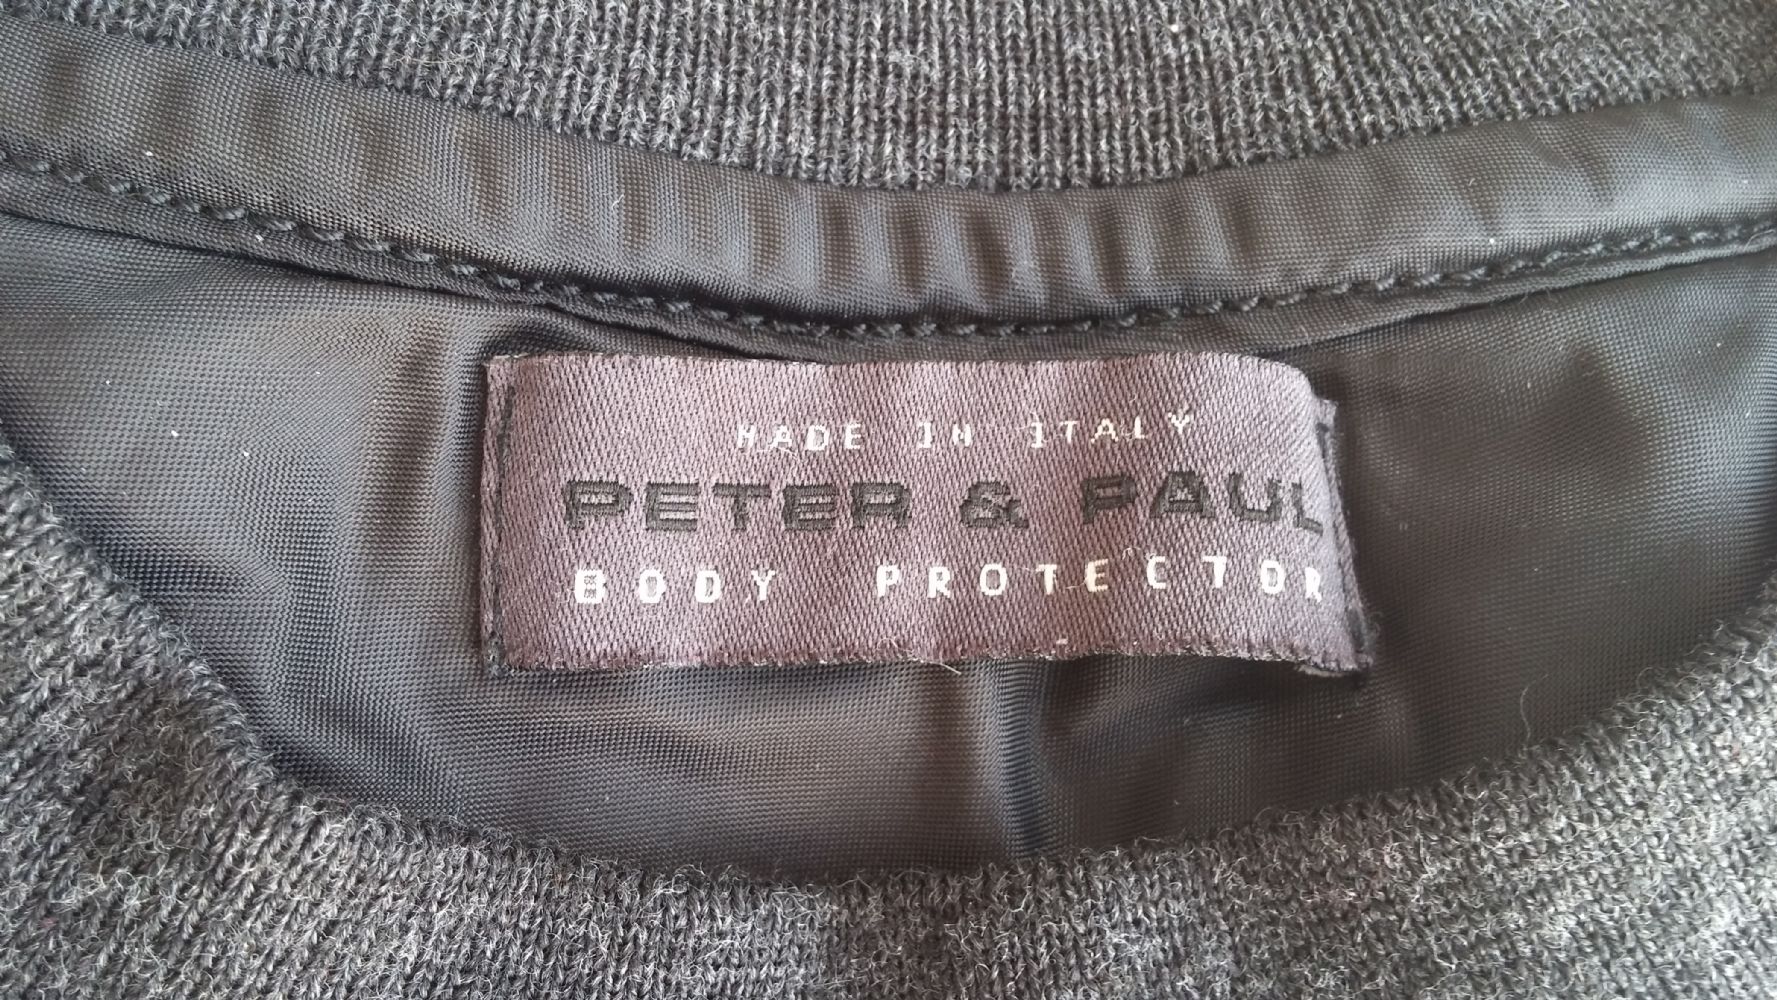 MADE IN ITALY
PETER & PAUL
BODY PROTECTOR